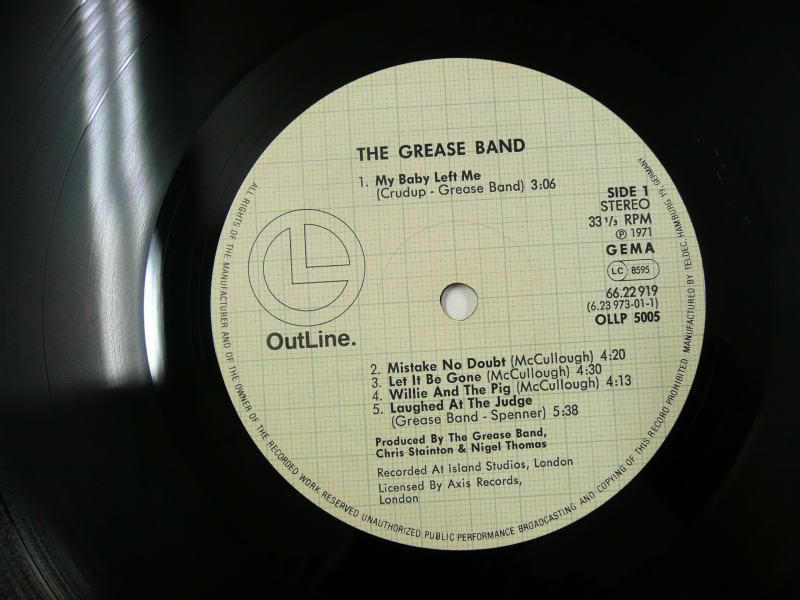 THE GREASE BAND
1. My Baby Left Me
(Crudup - Grease Band) 3:06
SIDE 1
STEREO
33 1/3 RPM
℗ 1971
GEMA
LC 8595
66.22919
(6.23 973-01-1)
OLLP 5005
OutLine.
2. Mistake No Doubt (McCullough) 4:20
3. Let It Be Gone (McCullough) 4:30
4. Willie And The Pig (McCullough) 4:13
5. Laughed At The Judge
(Grease Band - Spenner) 5:38
Produced By The Grease Band,
Chris Stainton & Nigel Thomas
Recorded At Island Studios, London
Licensed By Axis Records,
London
ALL RIGHTS OF THE MANUFACTURER AND OF THE OWNER OF THE RECORDED WORK RESERVED UNAUTHORIZED PUBLIC PERFORMANCE BROADCASTING AND COPYING OF THIS RECORD PROHIBITED. MANUFACTURED BY TELDEC, HAMBURG 19, GERMANY